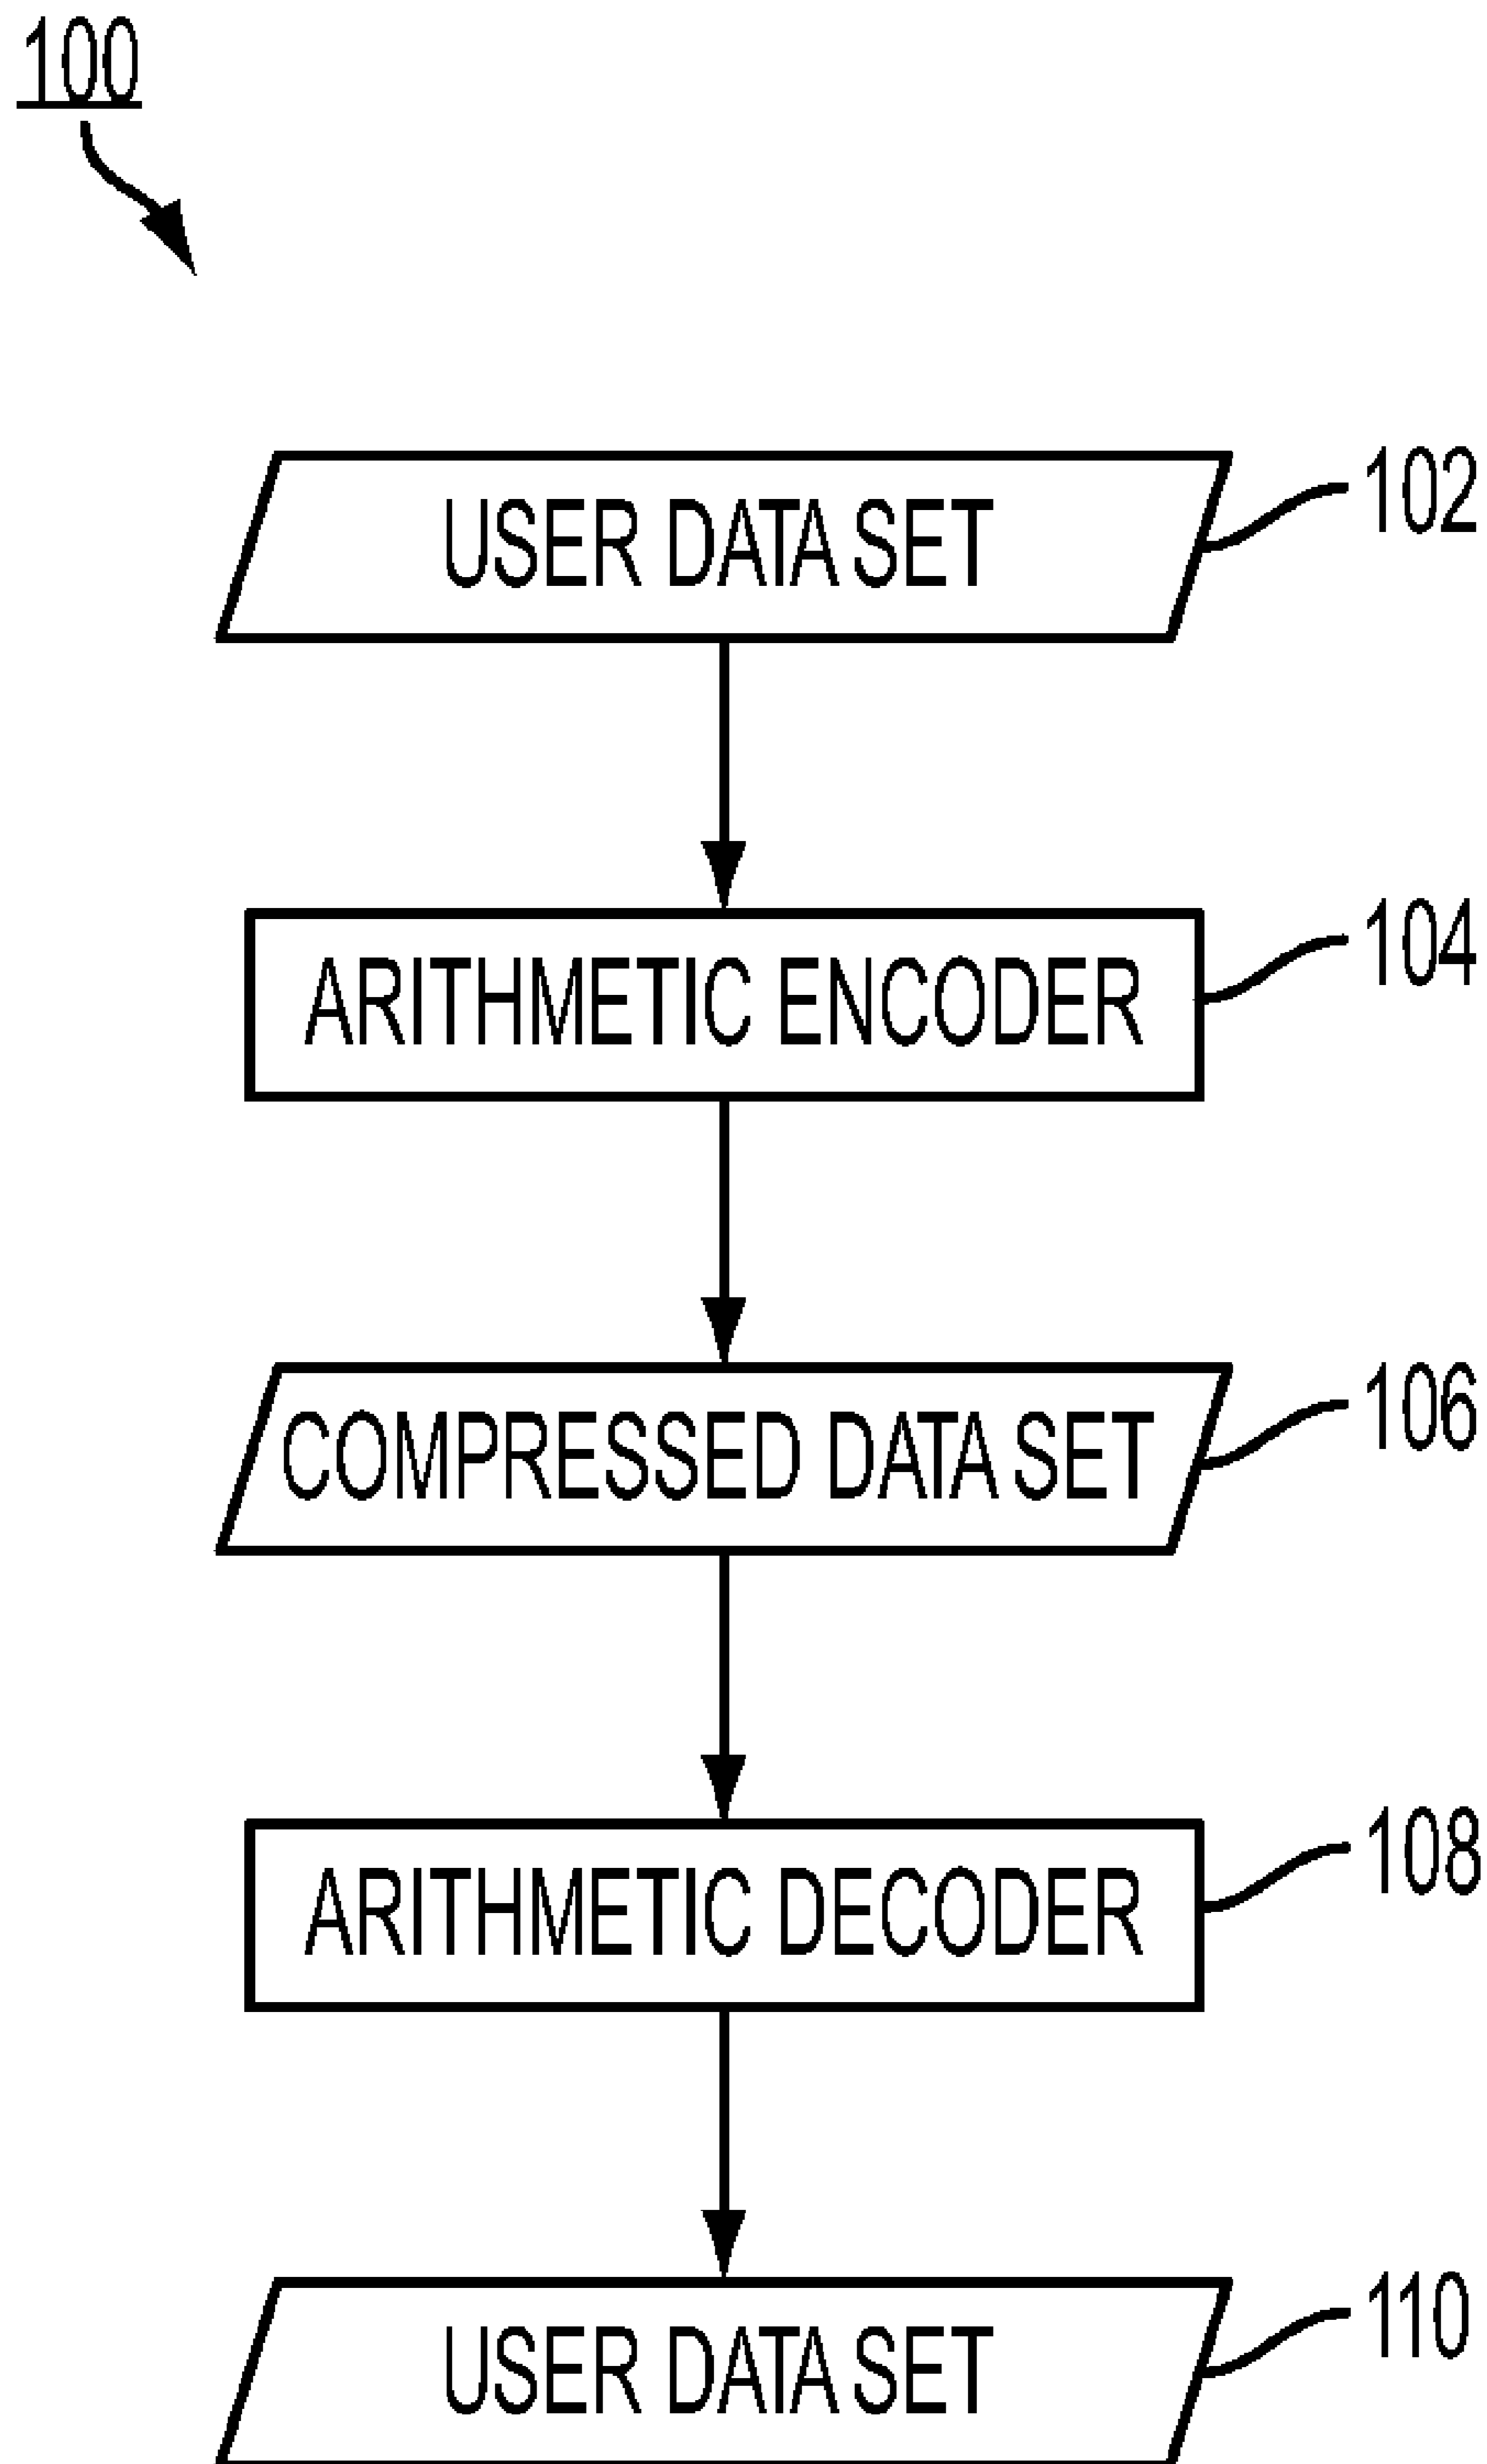 100
USER DATA SET 102
ARITHMETIC ENCODER 104
COMPRESSED DATA SET 106
ARITHMETIC DECODER 108
USER DATA SET 110